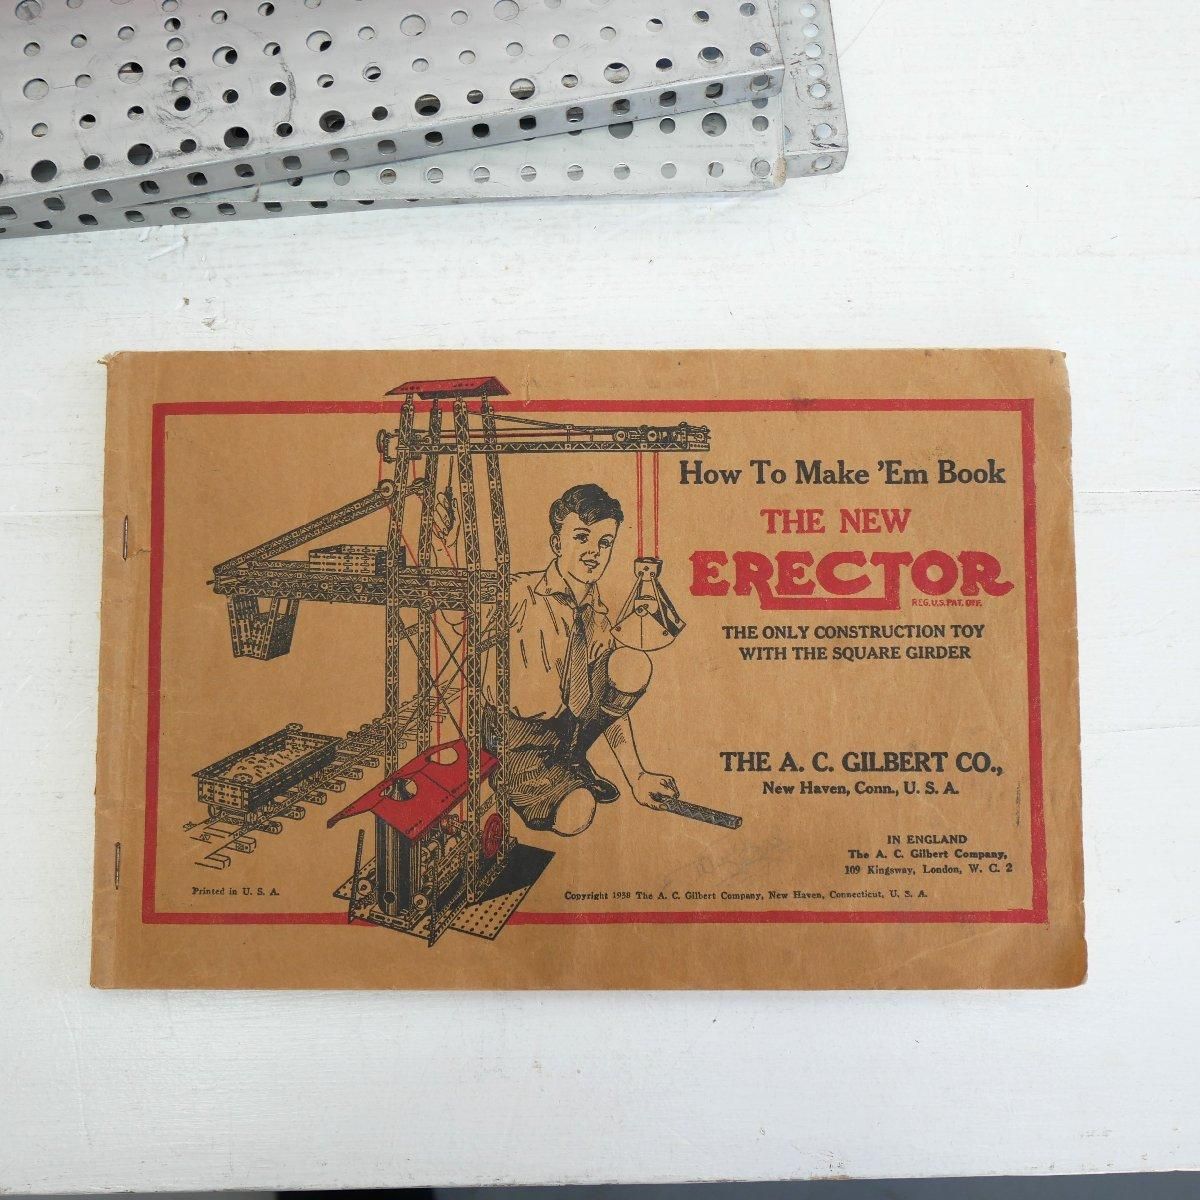 How To Make 'Em Book
THE NEW
ERECTOR
REG. U.S. PAT. OFF.
THE ONLY CONSTRUCTION TOY
WITH THE SQUARE GIRDER
THE A. C. GILBERT CO.,
New Haven, Conn., U. S. A.
IN ENGLAND
The A. C. Gilbert Company,
109 Kingsway, London, W. C. 2
Printed in U. S. A.
Copyright 1938 The A. C. Gilbert Company, New Haven, Connecticut, U. S. A.